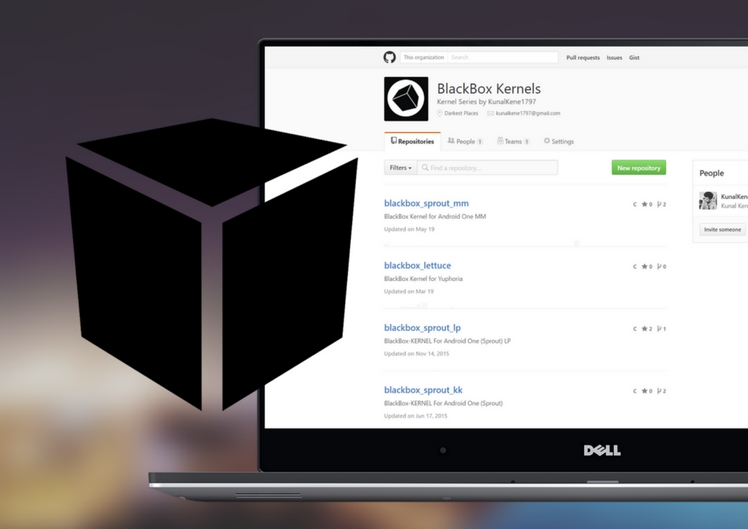 This organization Search
Pull requests Issues Gist
BlackBox Kernels
Kernel Series by KunalKene1797
Darkest Places kunalkene1797@gmail.com
Repositories People 1 Teams 1 Settings
Filters Find a repository... New repository
People
blackbox_sprout_mm C 0 2
BlackBox Kernel for Android One MM
Updated on May 19
KunalKen
Kunal Ken
Invite someone
blackbox_lettuce C 0 0
BlackBox Kernel for Yuphoria
Updated on Mar 19
blackbox_sprout_lp C 2 1
BlackBox-KERNEL For Android One (Sprout) LP
Updated on Nov 14, 2015
blackbox_sprout_kk C 0 2
BlackBox-KERNEL For Android One (Sprout)
Updated on Jun 17, 2015
DELL